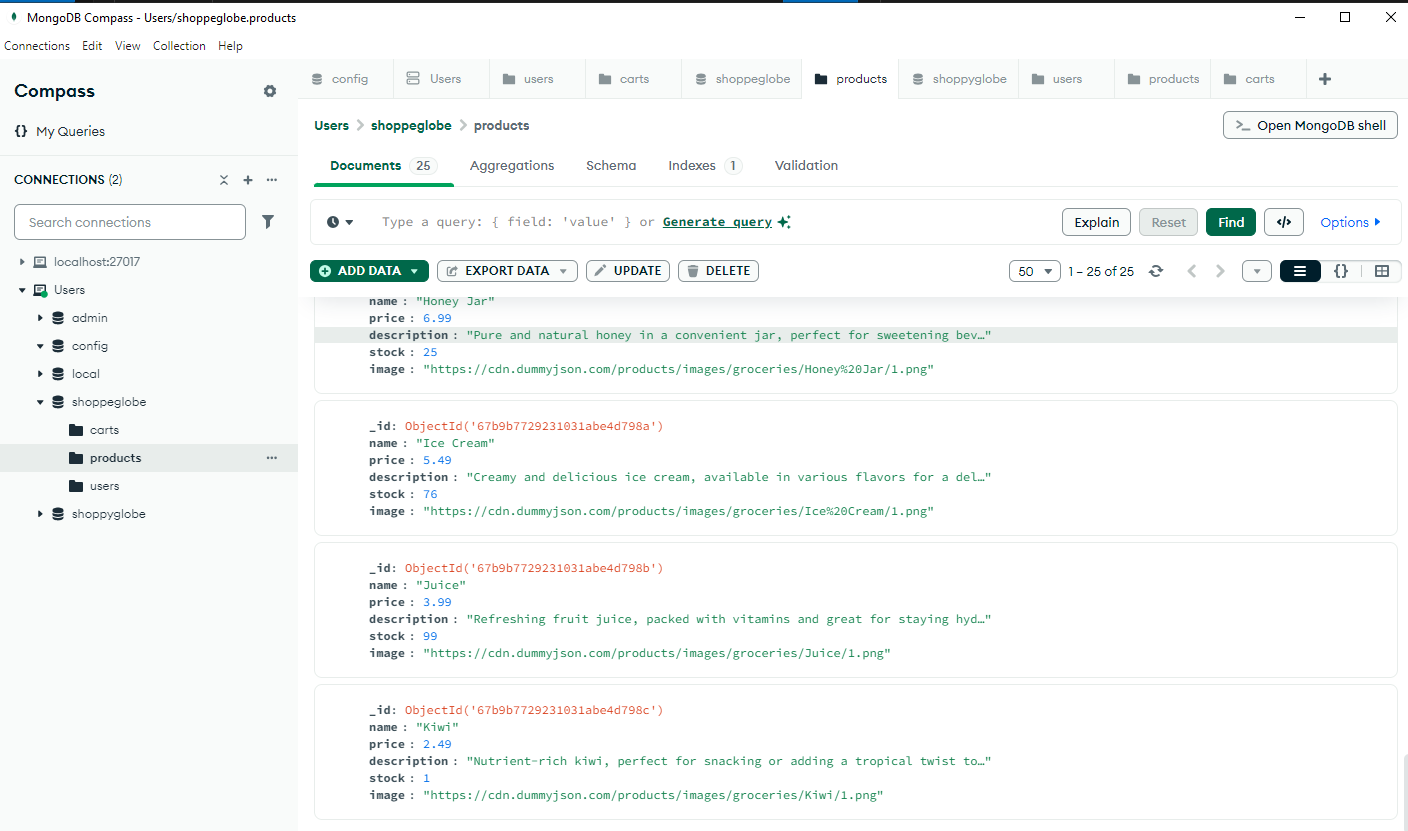 MongoDB Compass - Users/shoppeglobe.products
Connections Edit View Collection Help
Compass
{} My Queries
CONNECTIONS (2)
Search connections
localhost:27017
Users
admin
config
local
shoppeglobe
carts
products
users
shoppyglobe
config Users users carts shoppeglobe products shoppyglobe users products carts
Users > shoppeglobe > products
>_ Open MongoDB shell
Documents 25 Aggregations Schema Indexes 1 Validation
Type a query: { field: 'value' } or Generate query
Explain Reset Find </> Options
ADD DATA EXPORT DATA UPDATE DELETE
50 1 – 25 of 25 {}
name : "Honey Jar"
price : 6.99
description : "Pure and natural honey in a convenient jar, perfect for sweetening bev…"
stock : 25
image : "https://cdn.dummyjson.com/products/images/groceries/Honey%20Jar/1.png"
_id: ObjectId('67b9b7729231031abe4d798a')
name : "Ice Cream"
price : 5.49
description : "Creamy and delicious ice cream, available in various flavors for a del…"
stock : 76
image : "https://cdn.dummyjson.com/products/images/groceries/Ice%20Cream/1.png"
_id: ObjectId('67b9b7729231031abe4d798b')
name : "Juice"
price : 3.99
description : "Refreshing fruit juice, packed with vitamins and great for staying hyd…"
stock : 99
image : "https://cdn.dummyjson.com/products/images/groceries/Juice/1.png"
_id: ObjectId('67b9b7729231031abe4d798c')
name : "Kiwi"
price : 2.49
description : "Nutrient-rich kiwi, perfect for snacking or adding a tropical twist to…"
stock : 1
image : "https://cdn.dummyjson.com/products/images/groceries/Kiwi/1.png"